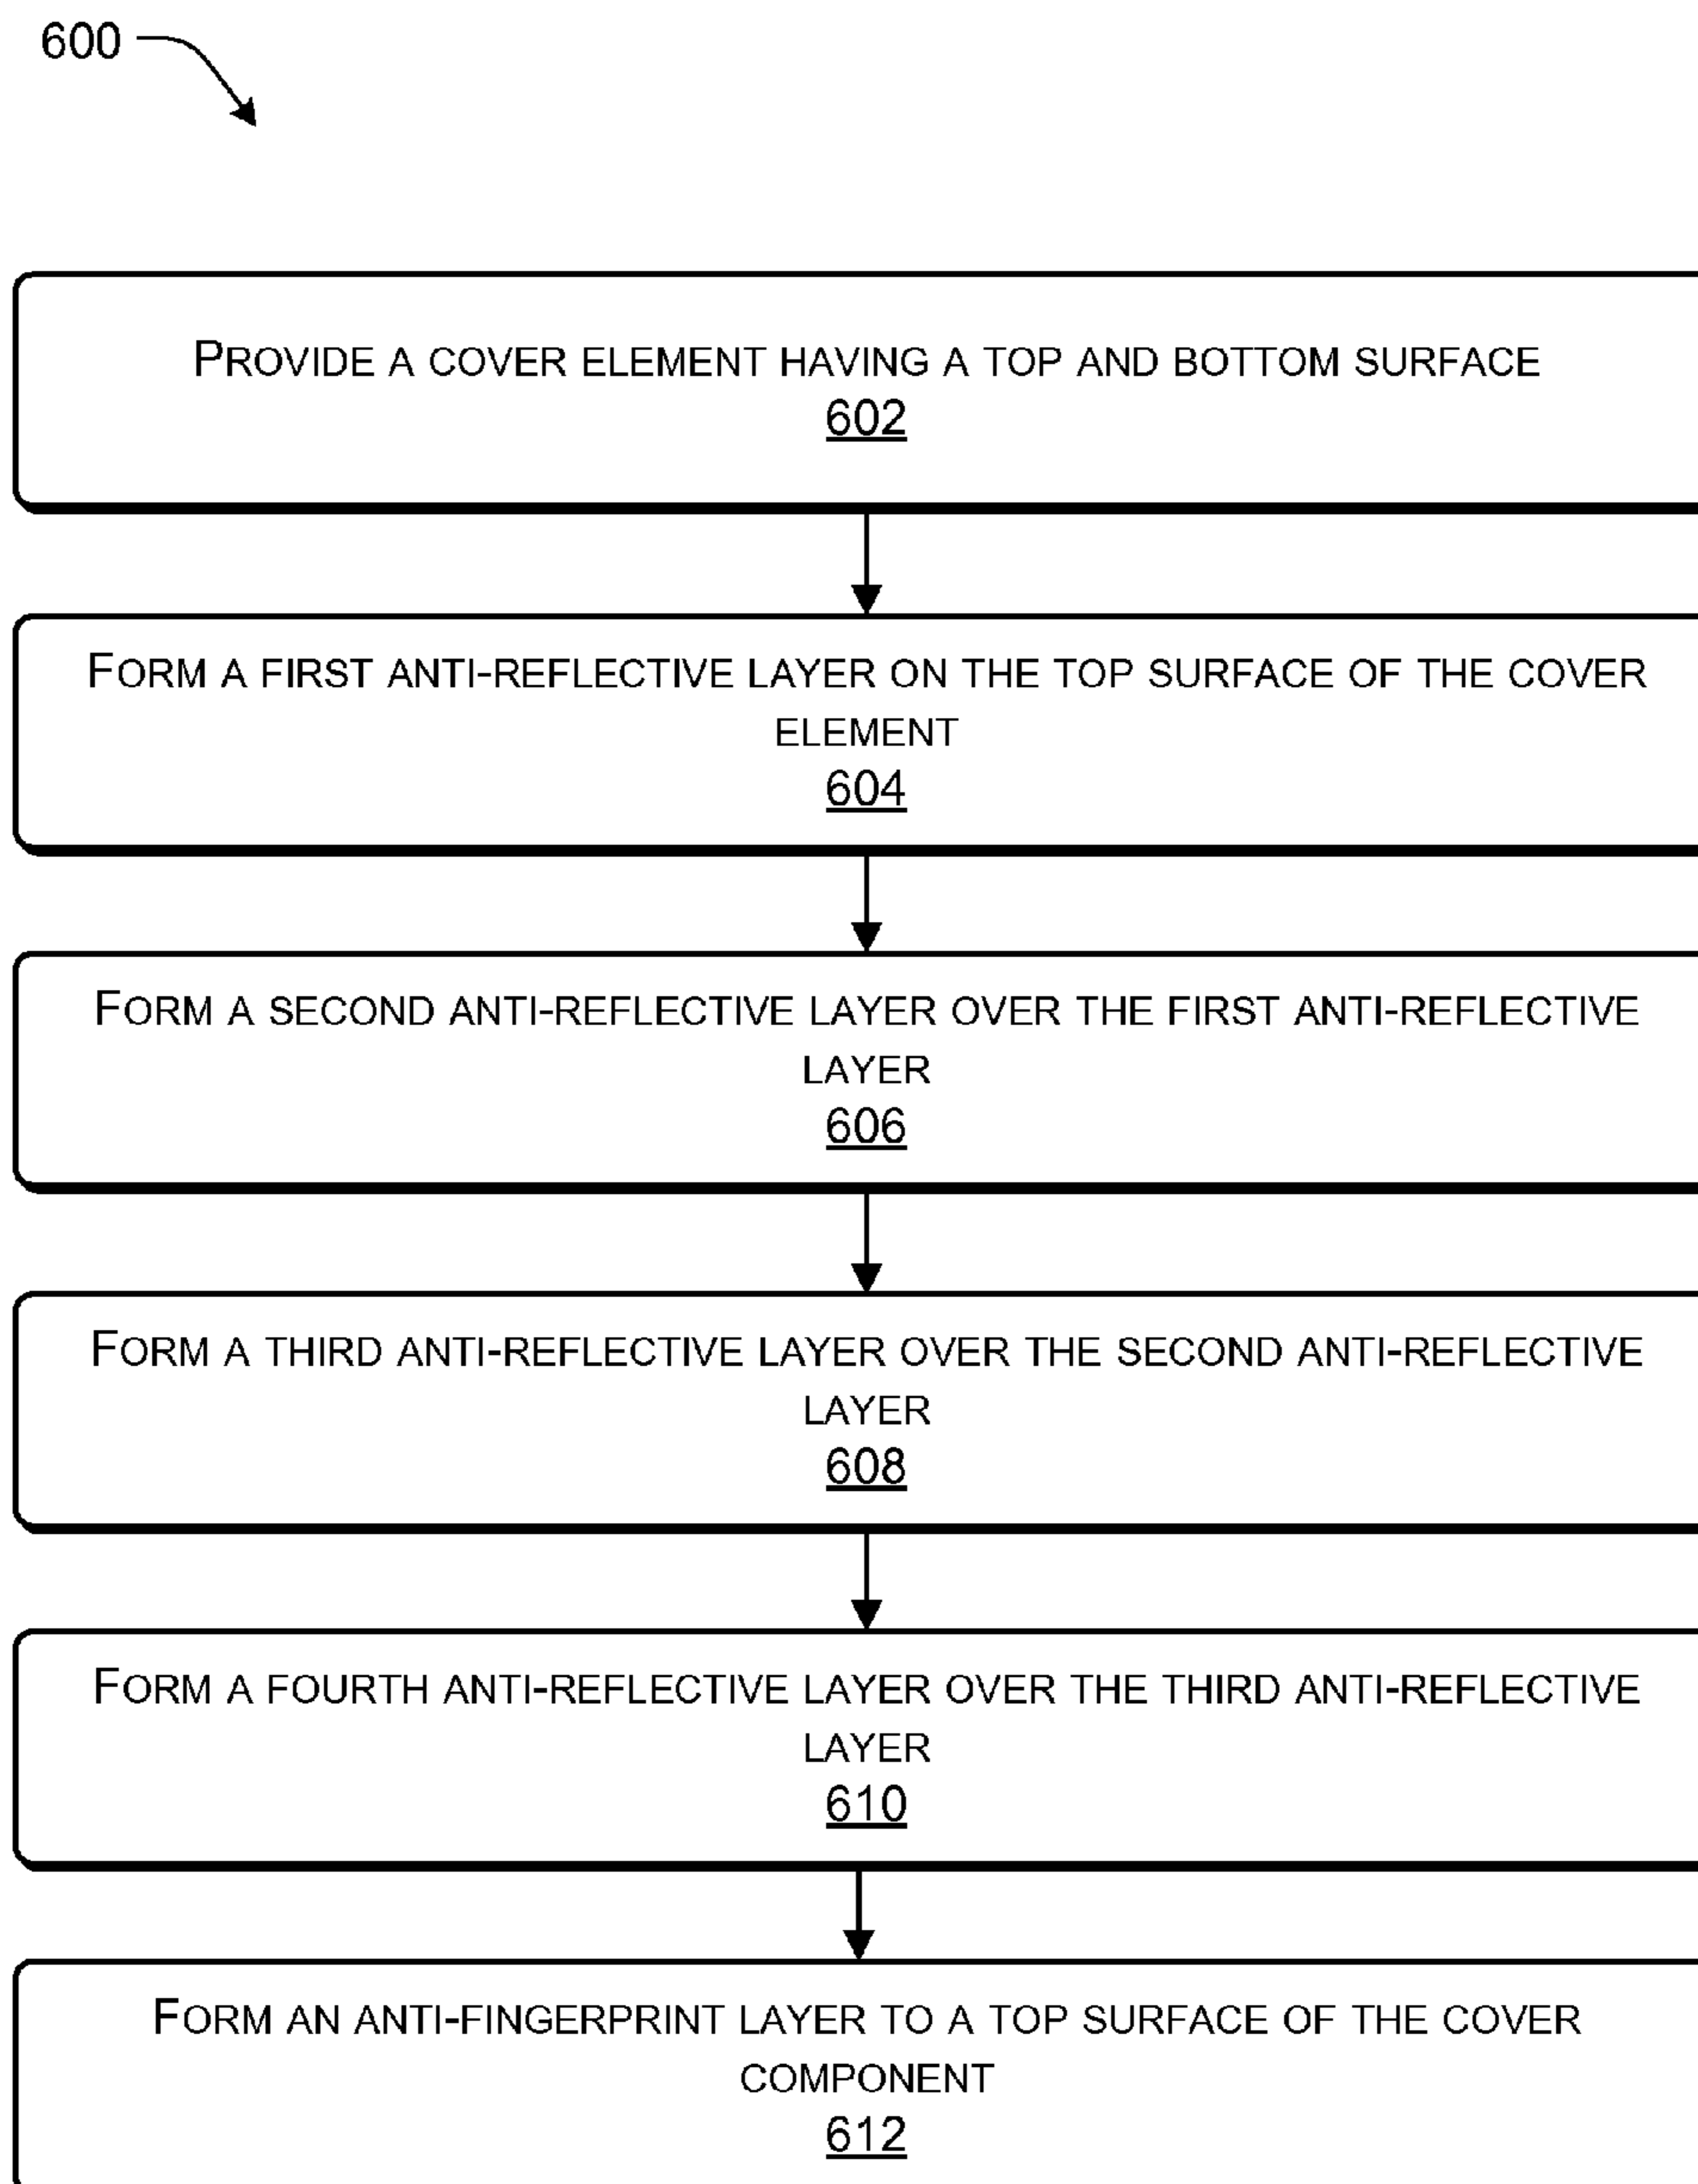 600
PROVIDE A COVER ELEMENT HAVING A TOP AND BOTTOM SURFACE
602
FORM A FIRST ANTI-REFLECTIVE LAYER ON THE TOP SURFACE OF THE COVER
ELEMENT
604
FORM A SECOND ANTI-REFLECTIVE LAYER OVER THE FIRST ANTI-REFLECTIVE
LAYER
606
FORM A THIRD ANTI-REFLECTIVE LAYER OVER THE SECOND ANTI-REFLECTIVE
LAYER
608
FORM A FOURTH ANTI-REFLECTIVE LAYER OVER THE THIRD ANTI-REFLECTIVE
LAYER
610
FORM AN ANTI-FINGERPRINT LAYER TO A TOP SURFACE OF THE COVER
COMPONENT
612